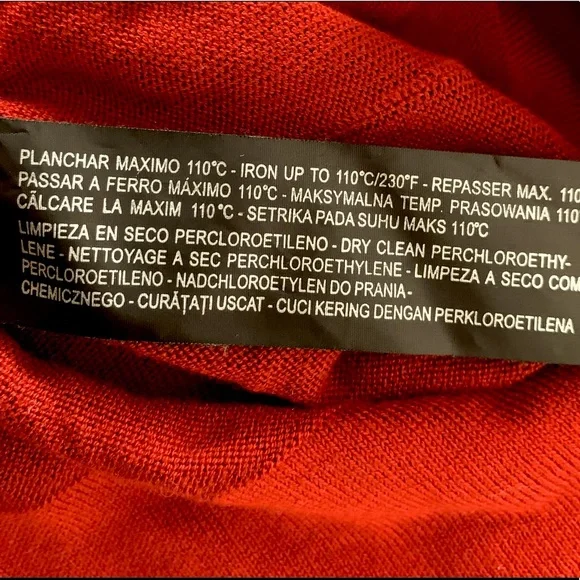 PLANCHAR MAXIMO 110°C - IRON UP TO 110°C/230°F - REPASSER MAX. 110
PASSAR A FERRO MÁXIMO 110°C - MAKSYMALNA TEMP. PRASOWANIA 110°
CĂLCARE LA MAXIM 110°C - SETRIKA PADA SUHU MAKS 110°C
LIMPIEZA EN SECO PERCLOROETILENO - DRY CLEAN PERCHLOROETHY-
LENE - NETTOYAGE A SEC PERCHLOROETHYLENE - LIMPEZA A SECO COM
PERCLOROETILENO - NADCHLOROETYLEN DO PRANIA-
CHEMICZNEGO - CURĂŢAŢI USCAT - CUCI KERING DENGAN PERKLOROETILENA